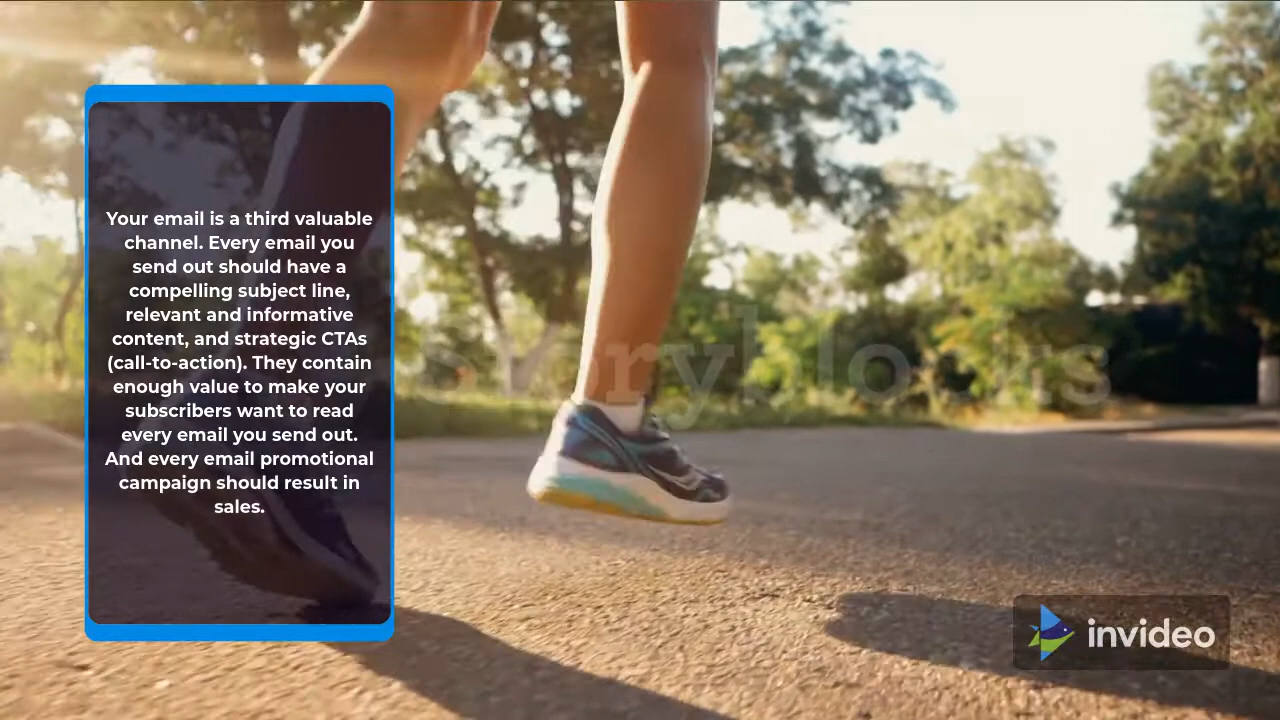 Your email is a third valuable
channel. Every email you
send out should have a
compelling subject line,
relevant and informative
content, and strategic CTAs
(call-to-action). They contain
enough value to make your
subscribers want to read
every email you send out.
And every email promotional
campaign should result in
sales.
Storyblocks
invideo